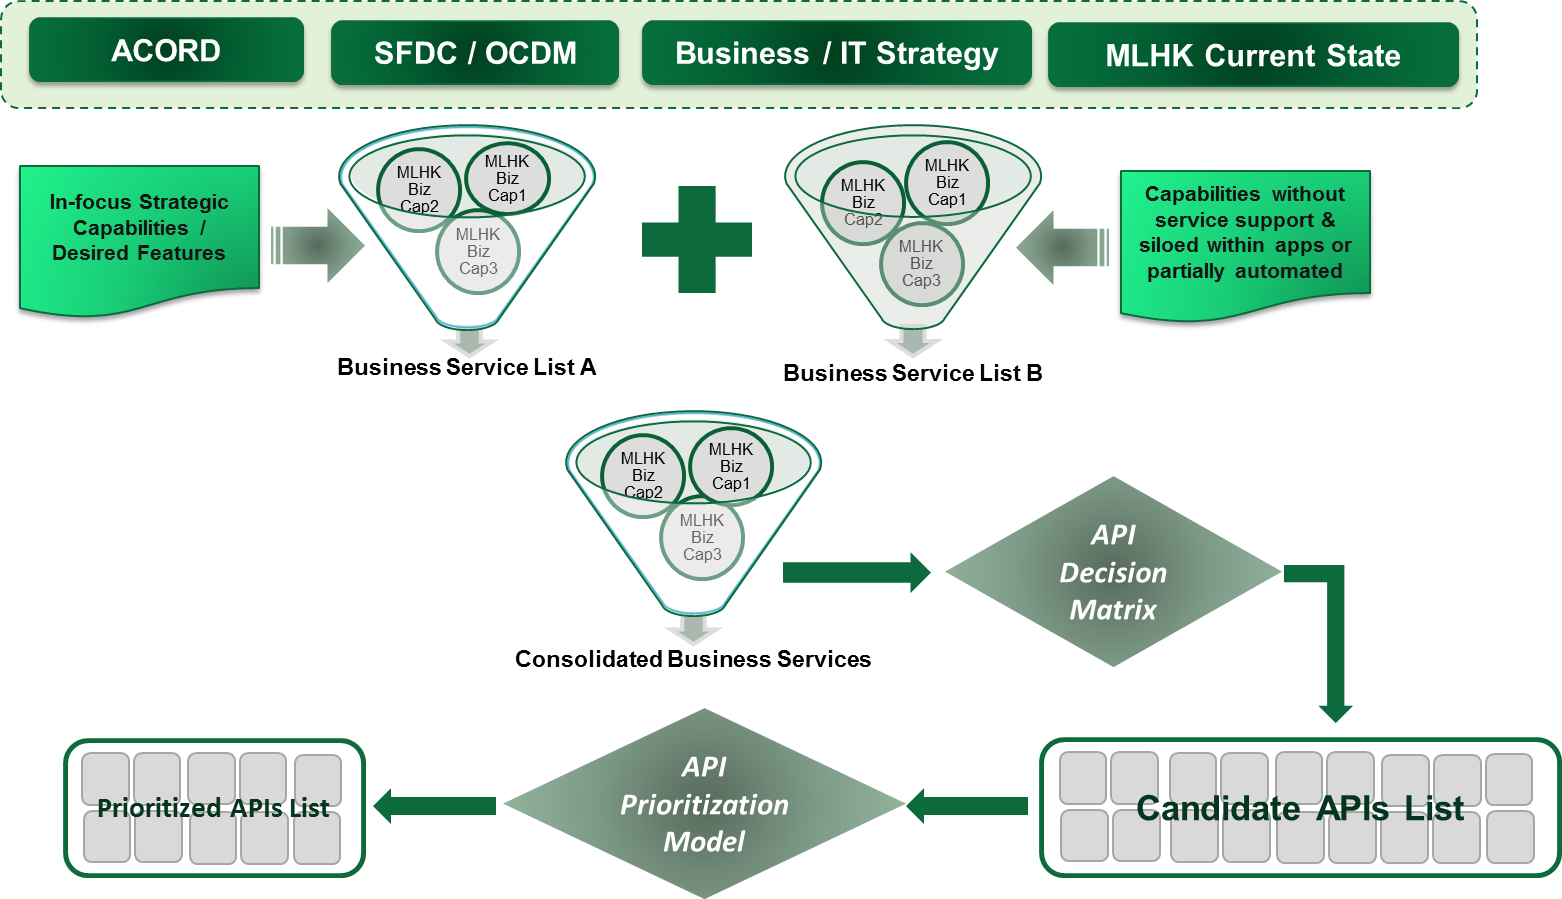 ACORD
SFDC / OCDM
Business / IT Strategy
MLHK Current State
In-focus Strategic
Capabilities /
Desired Features
MLHK
Biz
Cap2
MLHK
Biz
Cap1
MLHK
Biz
Cap3
Business Service List A
MLHK
Biz
Cap2
MLHK
Biz
Cap1
MLHK
Biz
Cap3
Business Service List B
Capabilities without
service support &
siloed within apps or
partially automated
MLHK
Biz
Cap2
MLHK
Biz
Cap1
MLHK
Biz
Cap3
Consolidated Business Services
API
Decision
Matrix
Candidate APIs List
API
Prioritization
Model
Prioritized APIs List